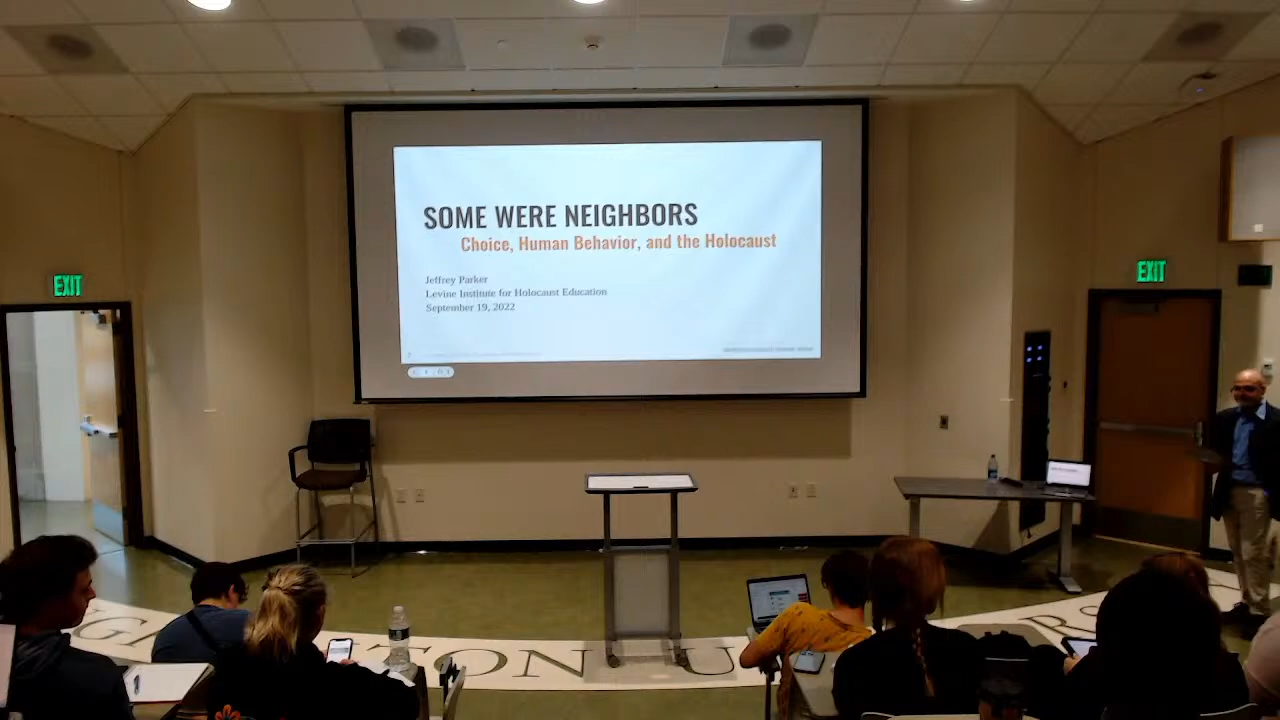 SOME WERE NEIGHBORS
Choice, Human Behavior, and the Holocaust
Jeffrey Parker
Levine Institute for Holocaust Education
September 19, 2022
EXIT
EXIT